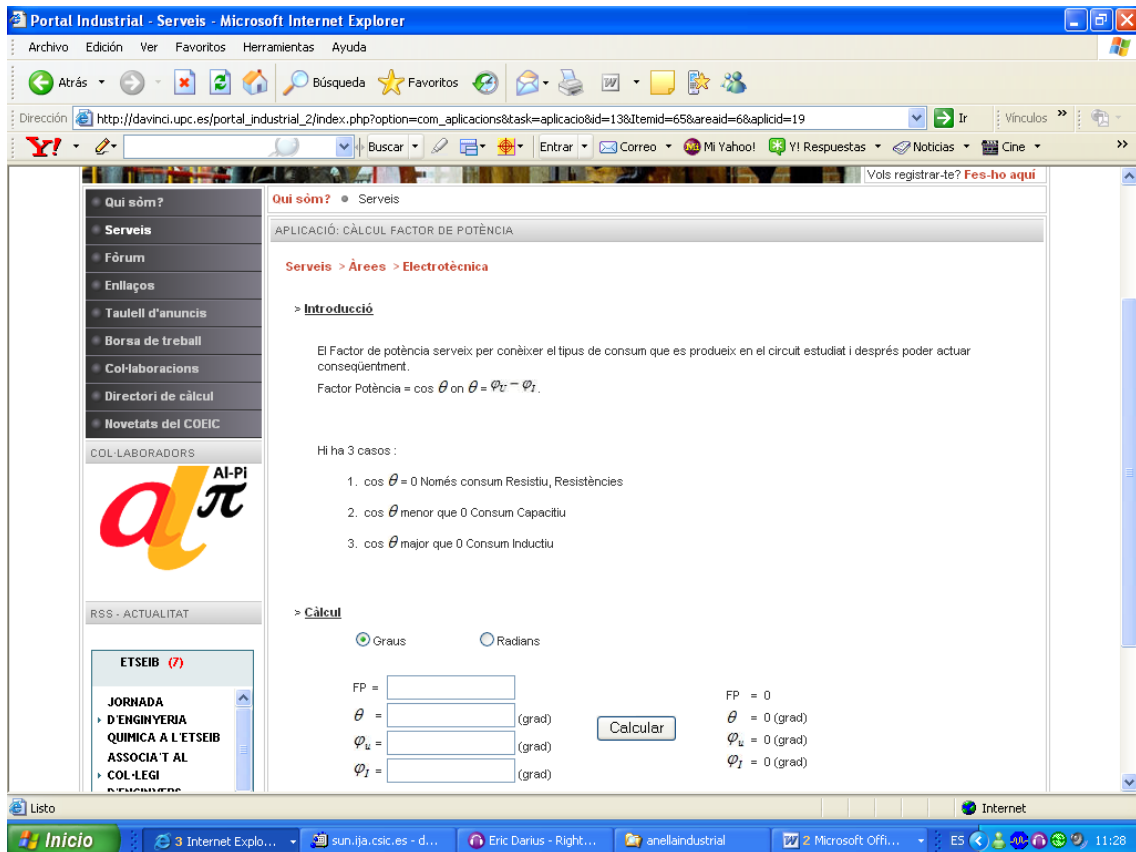 Portal Industrial - Serveis - Microsoft Internet Explorer
Archivo Edición Ver Favoritos Herramientas Ayuda
Atrás Búsqueda Favoritos
Dirección http://davinci.upc.es/portal_industrial_2/index.php?option=com_aplicacions&task=aplicacio&id=13&Itemid=65&areaid=6&aplicid=19 Ir Vínculos »
Y! Buscar Entrar Correo Mi Yahoo! Y! Respuestas Noticias Cine »
Vols registrar-te? Fes-ho aquí
Qui sòm?
Serveis
Fòrum
Enllaços
Taulell d'anuncis
Borsa de treball
Col·laboracions
Directori de càlcul
Novetats del COEIC
COL·LABORADORS
Al-Pi
π
RSS - ACTUALITAT
ETSEIB (7)
JORNADA
D'ENGINYERIA
QUIMICA A L'ETSEIB
ASSOCIA'T AL
COL·LEGI
D'ENGINYERS
Qui sòm? Serveis
APLICACIÓ: CÀLCUL FACTOR DE POTÈNCIA
Serveis > Àrees > Electrotècnica
> Introducció
El Factor de potència serveix per conèixer el tipus de consum que es produeix en el circuit estudiat i després poder actuar
conseqüentment.
Factor Potència = cos θ on θ = φU − φI.
Hi ha 3 casos :
1. cos θ = 0 Només consum Resistiu, Resistències
2. cos θ menor que 0 Consum Capacitiu
3. cos θ major que 0 Consum Inductiu
> Càlcul
Graus Radians
FP =
θ = (grad)
φu = (grad)
φI = (grad)
Calcular
FP = 0
θ = 0 (grad)
φu = 0 (grad)
φI = 0 (grad)
Listo Internet
Inicio 3 Internet Explo... sun.ija.csic.es - d... Eric Darius - Right... anellaindustrial 2 Microsoft Offi... ES 11:28